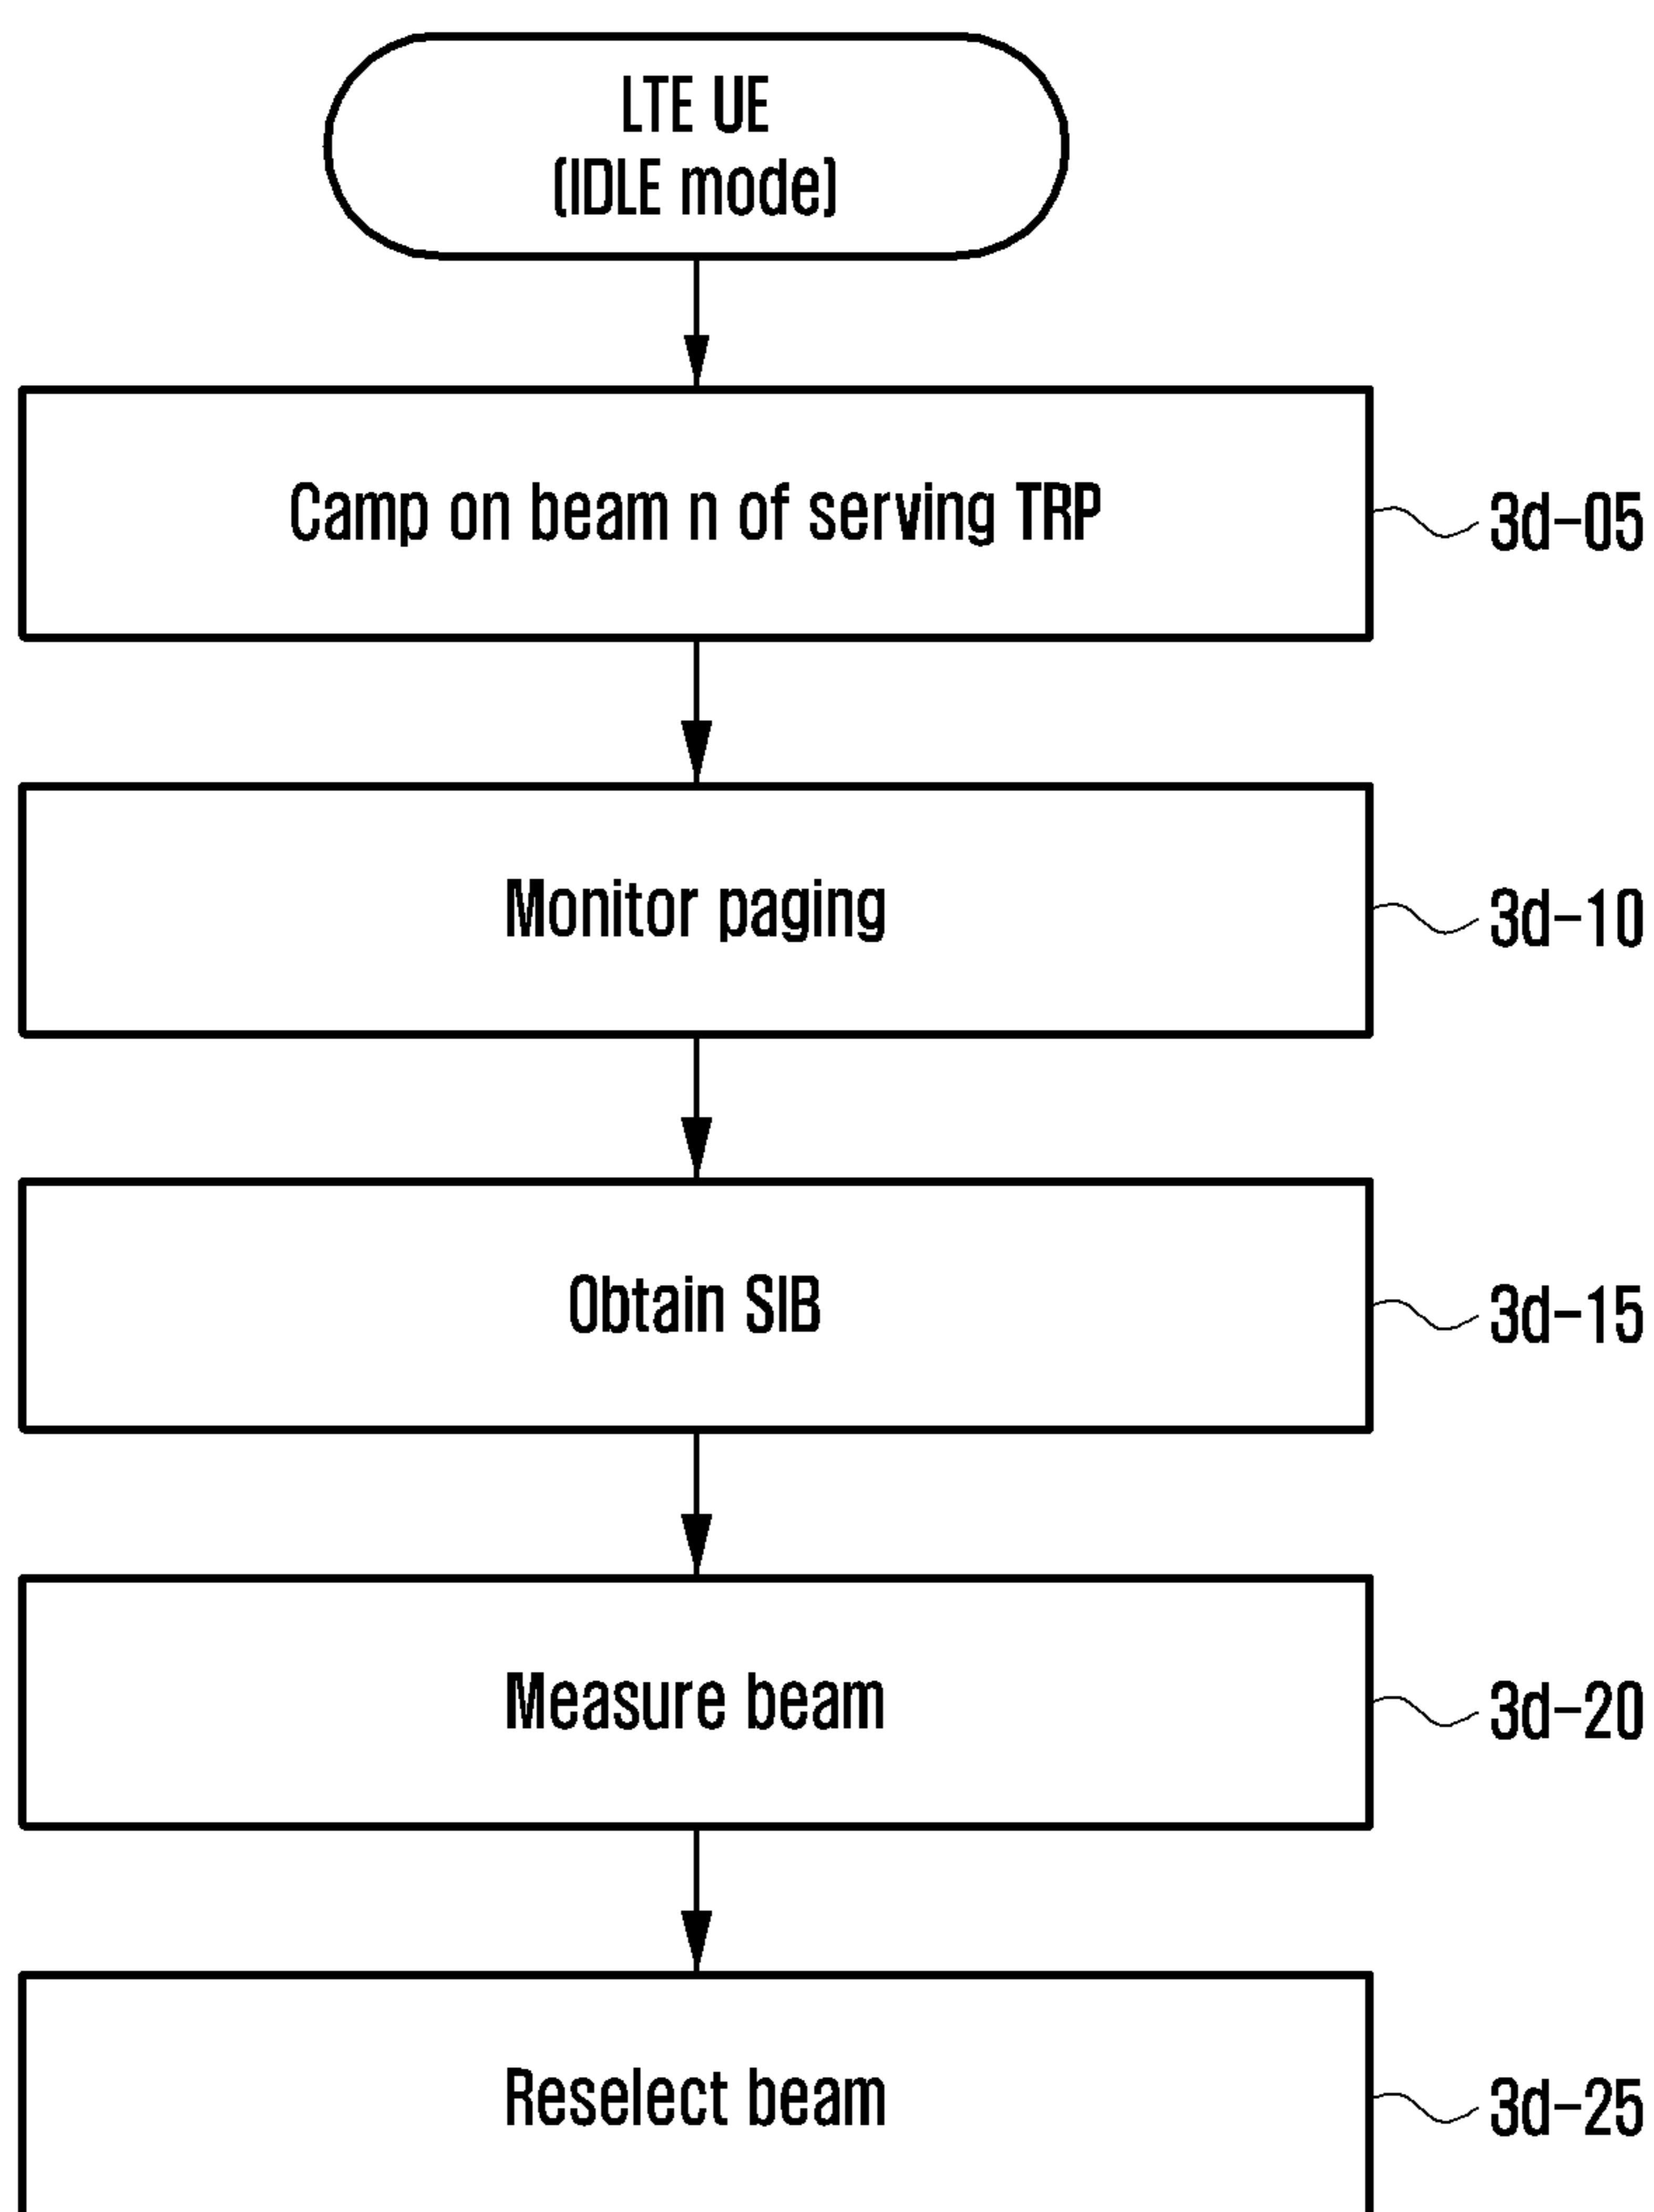 LTE UE
(IDLE mode)
Camp on beam n of serving TRP
3d-05
Monitor paging
3d-10
Obtain SIB
3d-15
Measure beam
3d-20
Reselect beam
3d-25